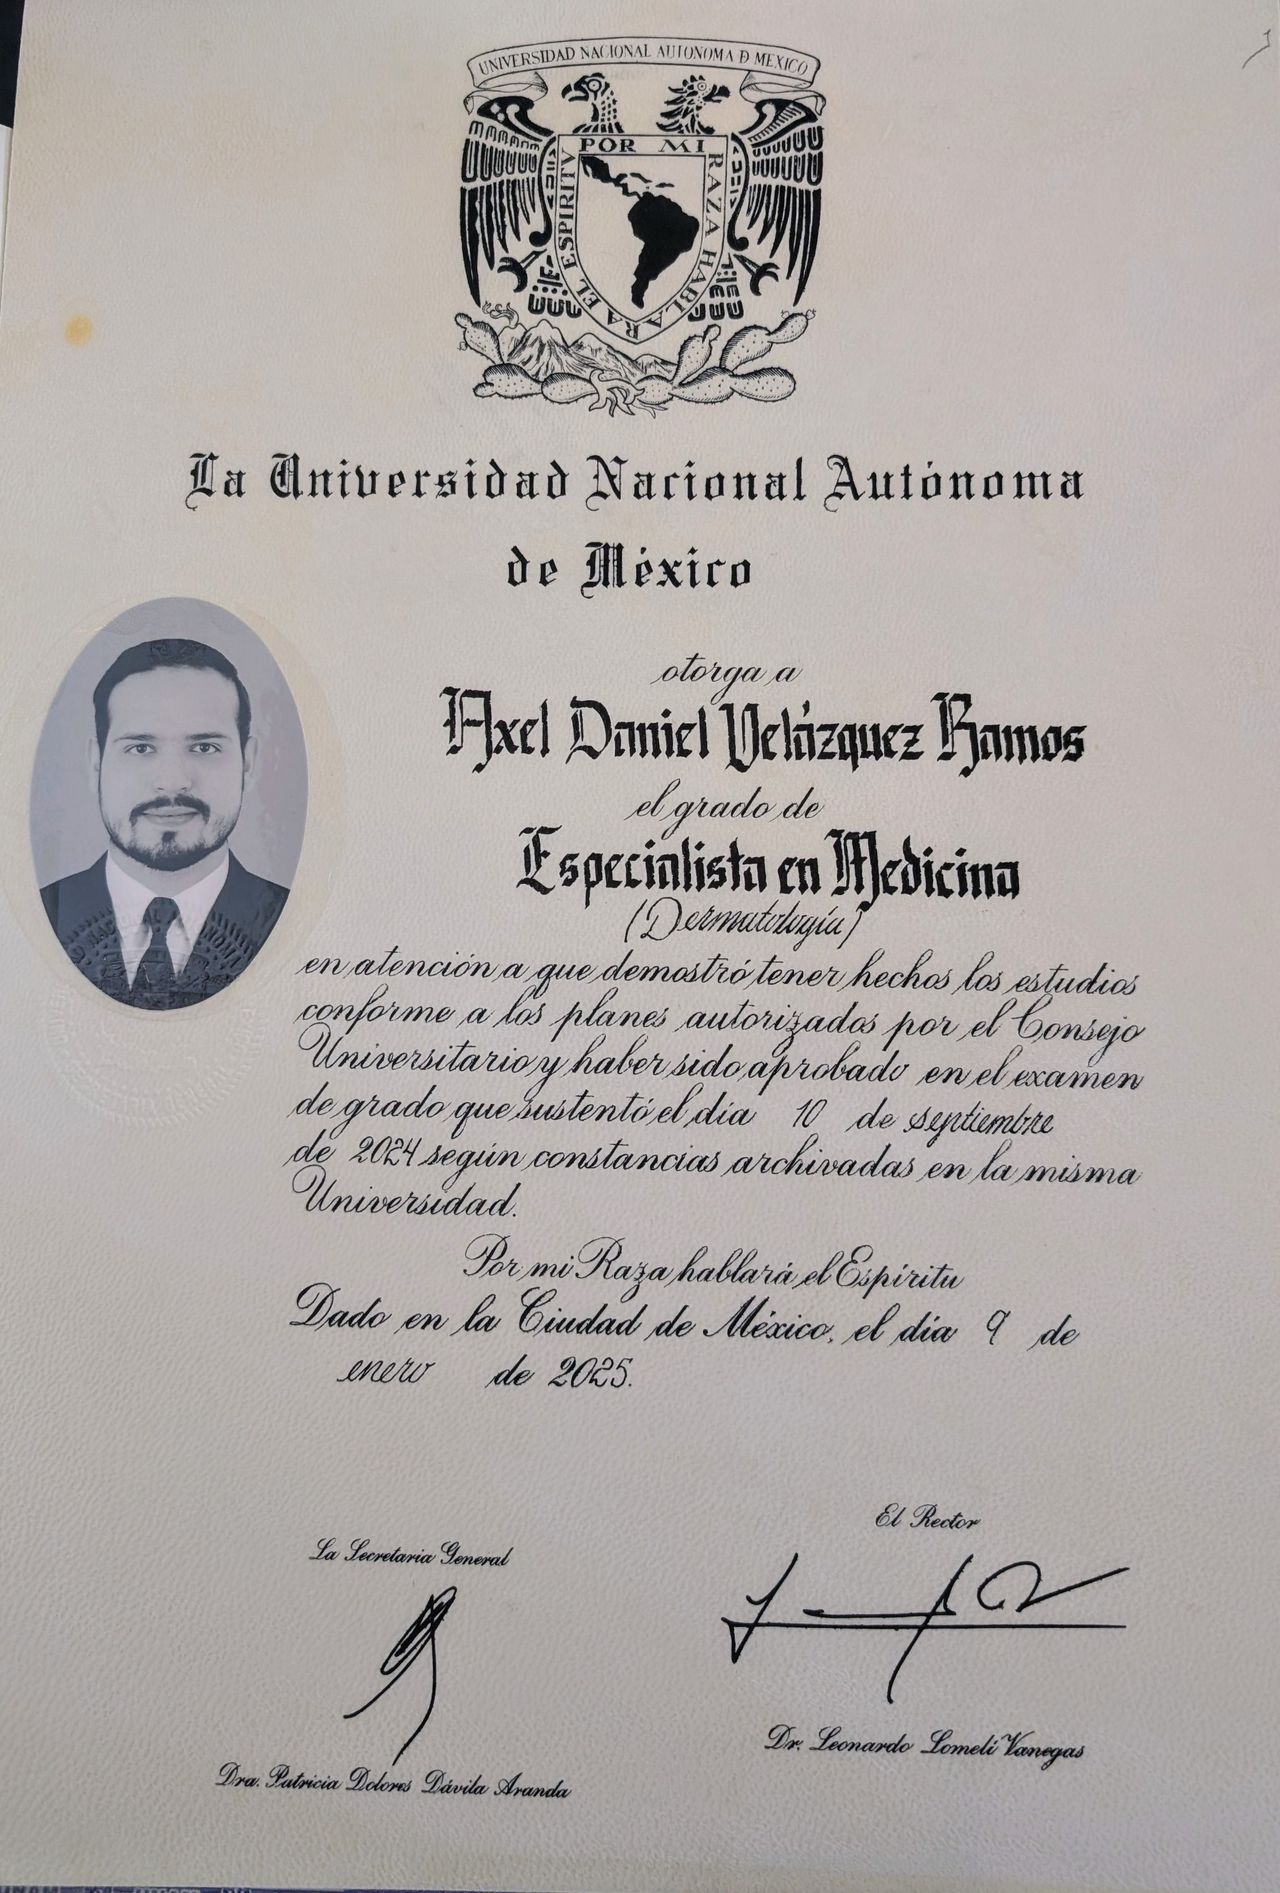 UNIVERSIDAD NACIONAL AUTONOMA D MEXICO
POR MI RAZA HABLARA EL ESPIRITV
La Universidad Nacional Autónoma
de México
otorga a
Axel Daniel Velázquez Ramos
el grado de
Especialista en Medicina
(Dermatología)
en atención a que demostró tener hechos los estudios
conforme a los planes autorizados por el Consejo
Universitario y haber sido aprobado en el examen
de grado que sustentó el día 10 de septiembre
de 2024 según constancias archivadas en la misma
Universidad.
Por mi Raza hablará el Espíritu
Dado en la Ciudad de México, el día 9 de
enero de 2025.
El Rector
La Secretaria General
Dr. Leonardo Lomelí Vanegas
Dra. Patricia Dolores Dávila Aranda